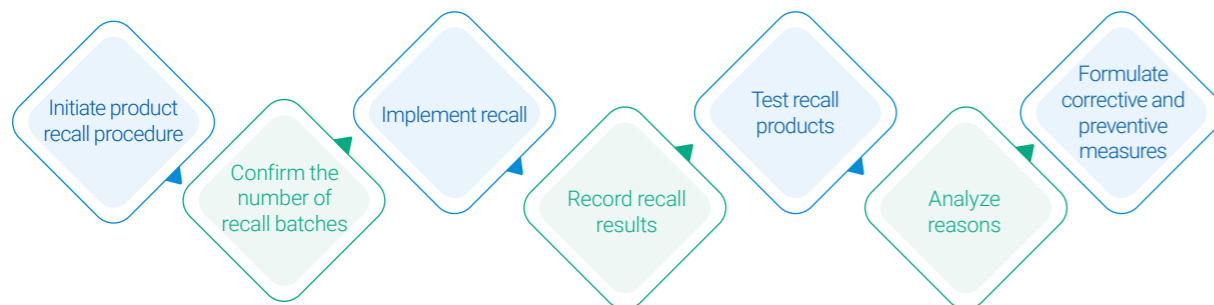 Initiate product
recall procedure
Confirm the
number of
recall batches
Implement recall
Record recall
results
Test recall
products
Analyze
reasons
Formulate
corrective and
preventive
measures